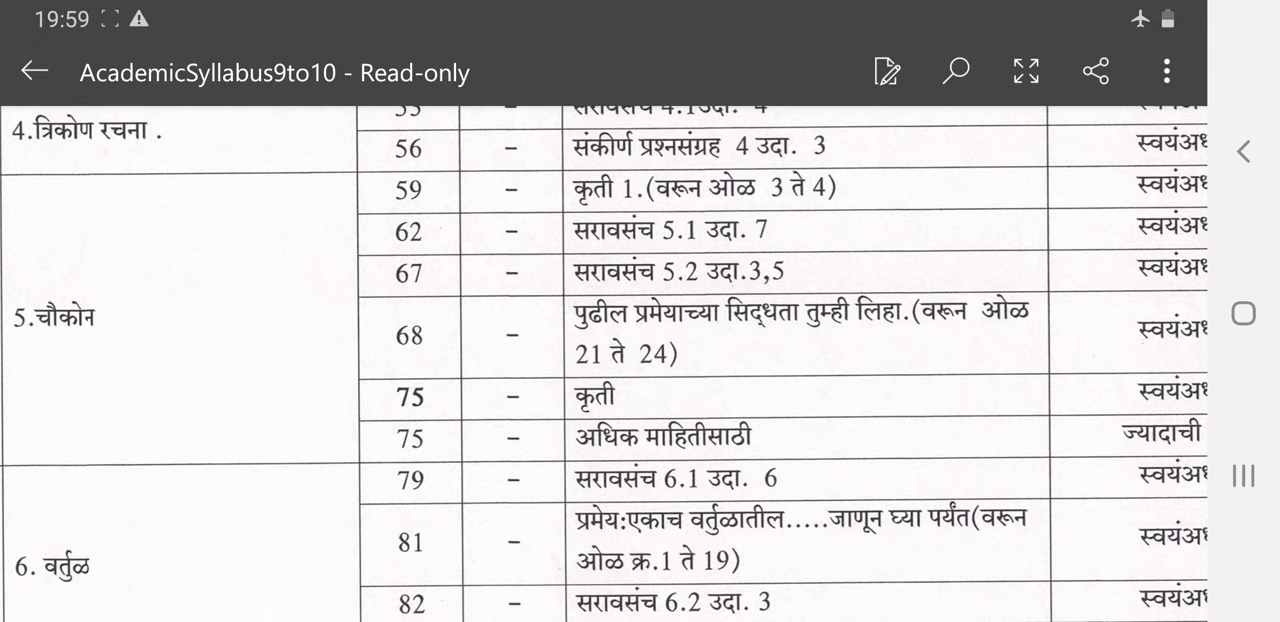 19:59
AcademicSyllabus9to10 - Read-only
4.त्रिकोण रचना .
56 – संकीर्ण प्रश्नसंग्रह 4 उदा. 3
59 – कृती 1.(वरून ओळ 3 ते 4)
62 – सरावसंच 5.1 उदा. 7
67 – सरावसंच 5.2 उदा.3,5
5.चौकोन
68 – पुढील प्रमेयाच्या सिद्धता तुम्ही लिहा.(वरून ओळ
21 ते 24)
75 – कृती
75 – अधिक माहितीसाठी ज्यादाची
79 – सरावसंच 6.1 उदा. 6
6. वर्तुळ
81 – प्रमेय:एकाच वर्तुळातील.....जाणून घ्या पर्यंत(वरून
ओळ क्र.1 ते 19)
82 – सरावसंच 6.2 उदा. 3